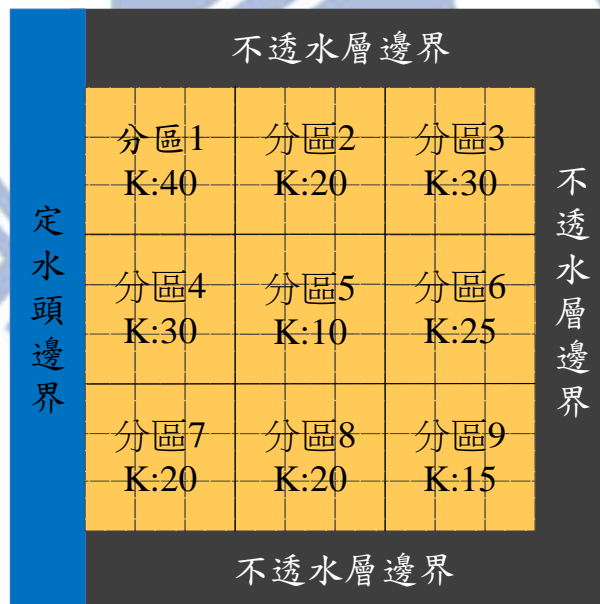 不透水層邊界
定水頭邊界
分區1
K:40
分區2
K:20
分區3
K:30
分區4
K:30
分區5
K:10
分區6
K:25
分區7
K:20
分區8
K:20
分區9
K:15
不透水層邊界
不透水層邊界